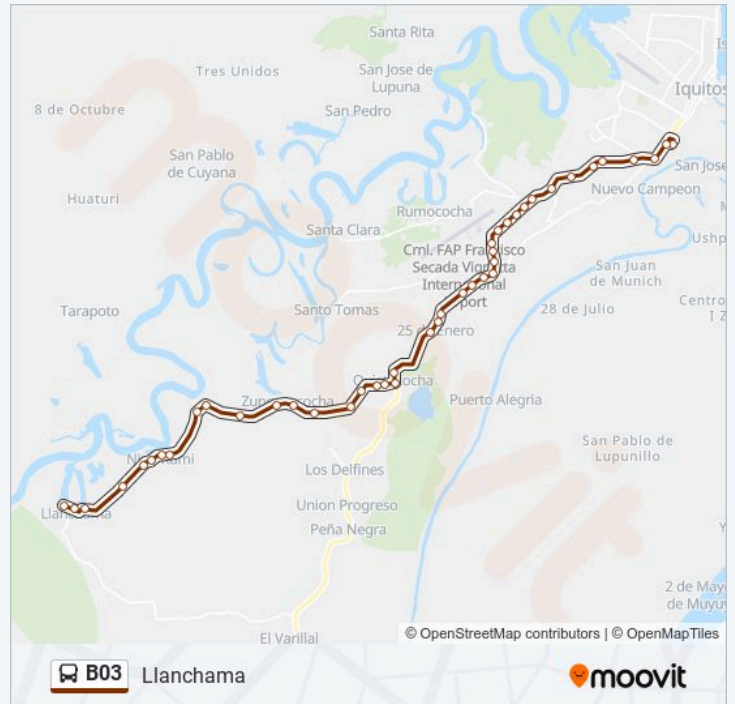 Santa Rita
Tres Unidos
San Jose de
Lupuna
Iquitos
8 de Octubre
San Pedro
San Pablo
de Cuyana
San Jose
Nuevo Campeon
Huaturi
Rumococha
Santa Clara
Ushp
Crnl. FAP Francisco
Secada Vignetta
International
port
San Juan
de Munich
Centro
I Z
Tarapoto
Santo Tomas
28 de Julio
25 de Enero
Puerto Alegria
San Pablo de
Lupunillo
Los Delfines
Union Progreso
Peña Negra
2 de Mayo
de Muyuy
El Varillal
© OpenStreetMap contributors | © OpenMapTiles
B03 Llanchama
moovit